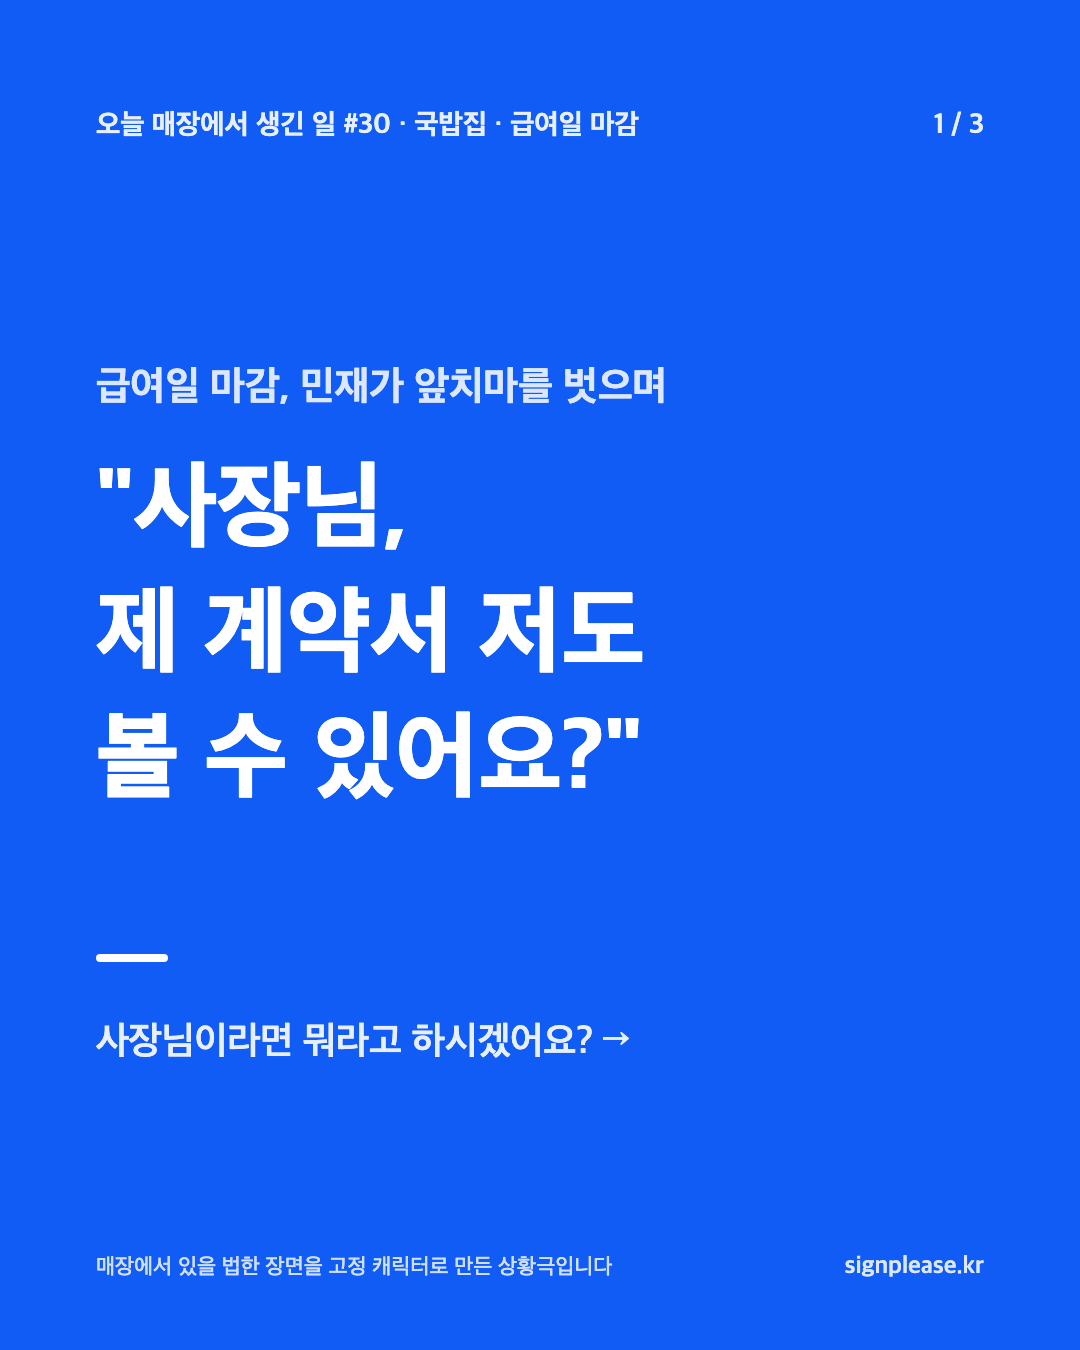 오늘 매장에서 생긴 일 #30 · 국밥집 · 급여일 마감
1 / 3
급여일 마감, 민재가 앞치마를 벗으며
"사장님,
제 계약서 저도
볼 수 있어요?"
사장님이라면 뭐라고 하시겠어요? →
매장에서 있을 법한 장면을 고정 캐릭터로 만든 상황극입니다
signplease.kr